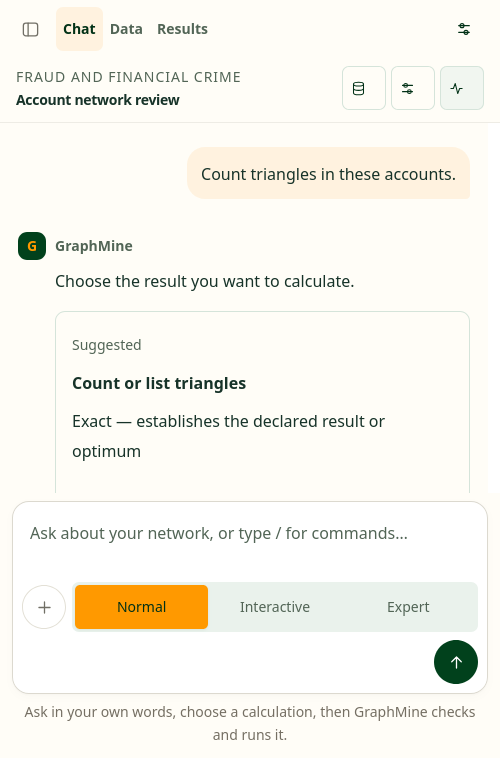 Chat Data Results
FRAUD AND FINANCIAL CRIME
Account network review
Count triangles in these accounts.
G GraphMine
Choose the result you want to calculate.
Suggested
Count or list triangles
Exact — establishes the declared result or
optimum
Ask about your network, or type / for commands...
Normal Interactive Expert
Ask in your own words, choose a calculation, then GraphMine checks
and runs it.